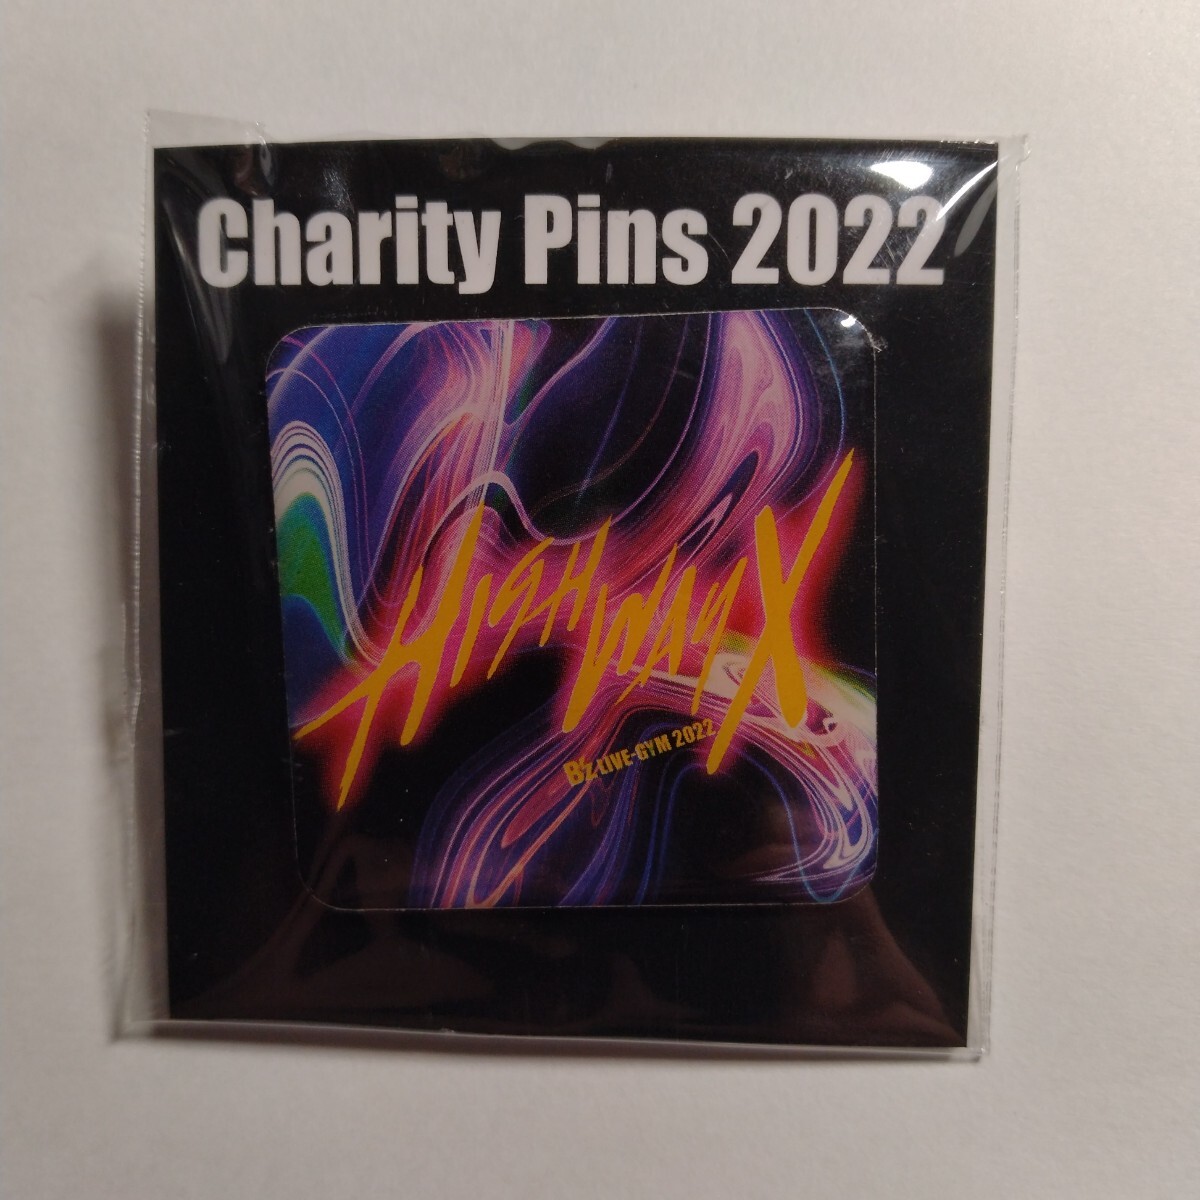 Charity Pins 2022
HIGHWAY X
B'z LIVE-GYM 2022